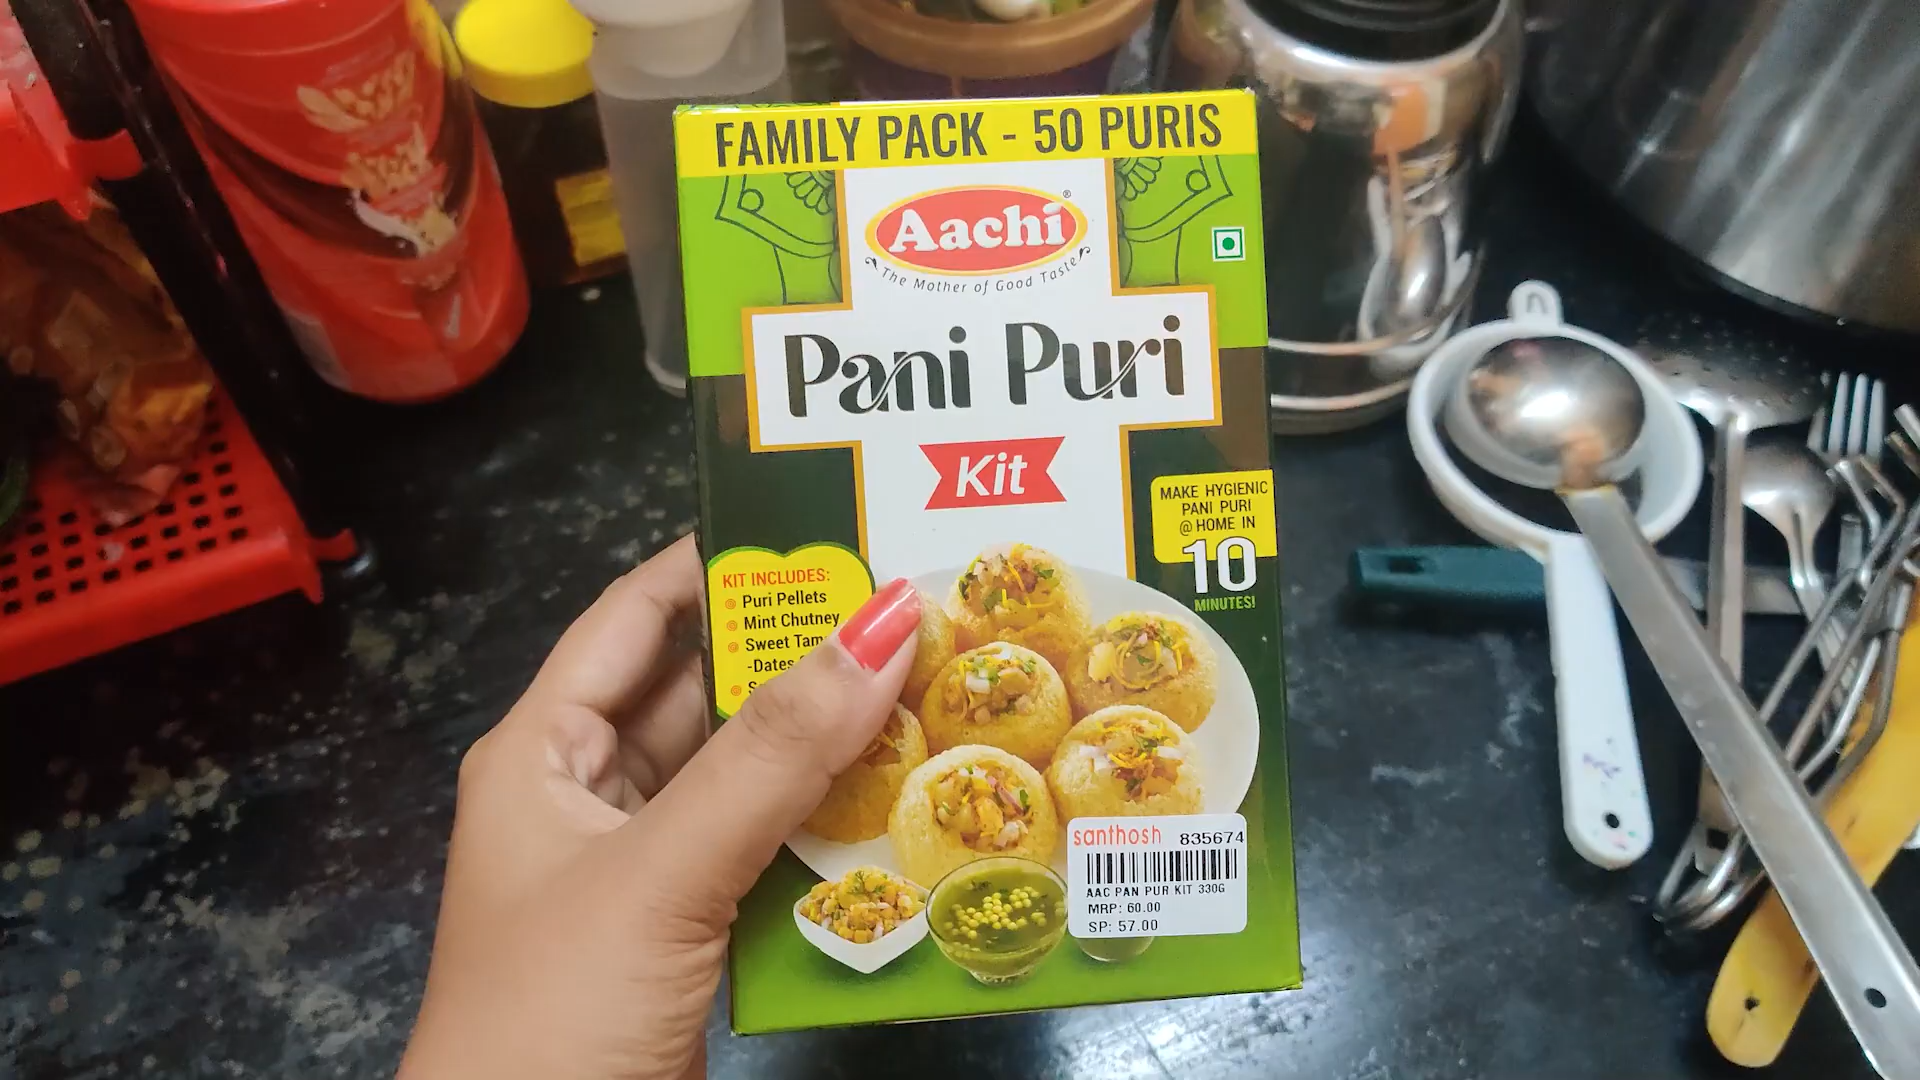 FAMILY PACK - 50 PURIS
Aachi®
The Mother of Good Taste
Pani Puri
Kit
MAKE HYGIENIC
PANI PURI
@ HOME IN
10
MINUTES!
KIT INCLUDES:
Puri Pellets
Mint Chutney
Sweet
-Dates
santhosh 835674
AAC PAN PUR KIT 330G
MRP: 60.00
SP: 57.00